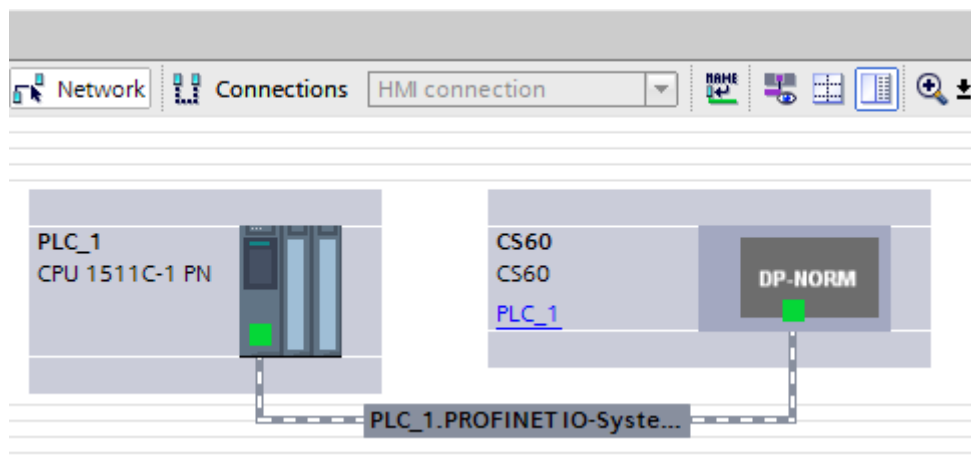 Network Connections HMI connection NAME
PLC_1
CPU 1511C-1 PN
CS60
CS60
PLC_1
DP-NORM
PLC_1.PROFINET IO-Syste...